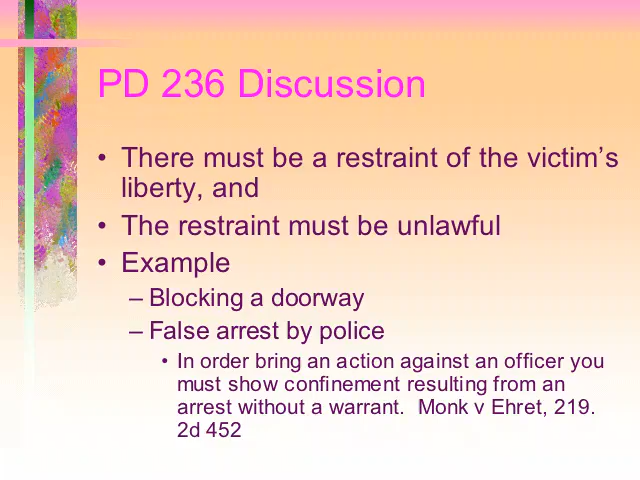 PD 236 Discussion
• There must be a restraint of the victim's
liberty, and
• The restraint must be unlawful
• Example
– Blocking a doorway
– False arrest by police
• In order bring an action against an officer you
must show confinement resulting from an
arrest without a warrant.  Monk v Ehret, 219.
2d 452